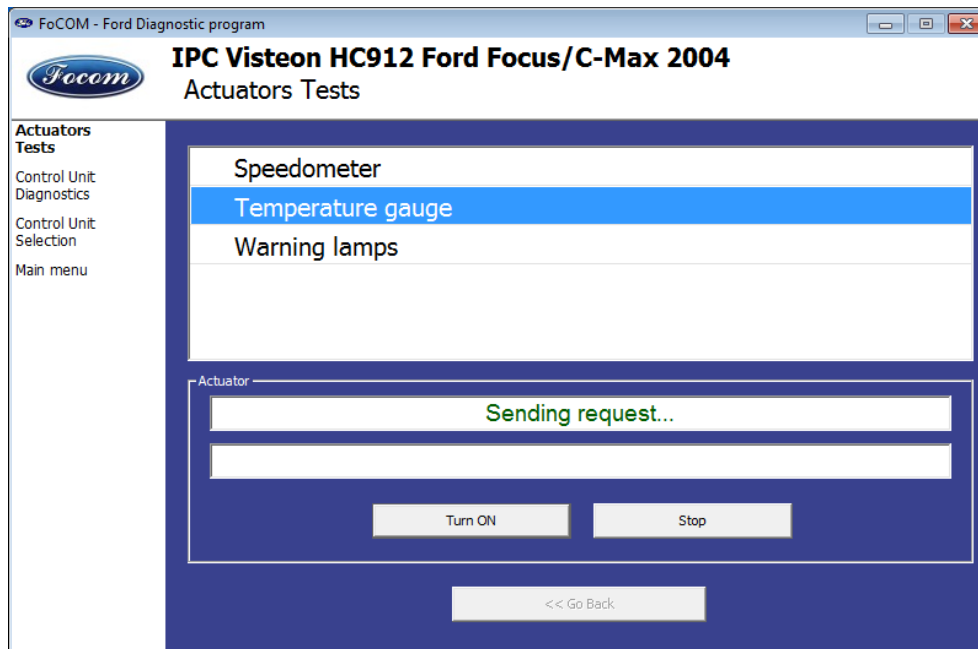 FoCOM - Ford Diagnostic program
Focom
IPC Visteon HC912 Ford Focus/C-Max 2004
Actuators Tests
Actuators
Tests
Control Unit
Diagnostics
Control Unit
Selection
Main menu
Speedometer
Temperature gauge
Warning lamps
Actuator
Sending request...
Turn ON
Stop
<< Go Back